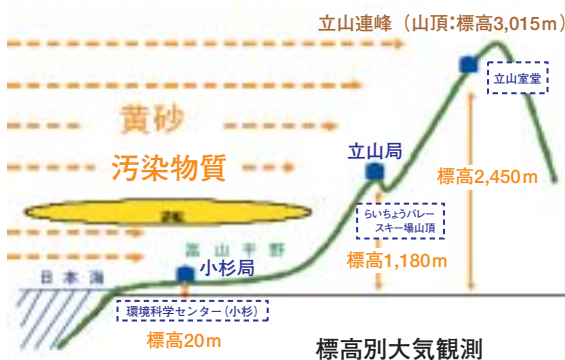 立山連峰（山頂：標高3,015m）
立山室堂
黄砂
汚染物質
立山局
標高2,450m
らいちょうバレー
スキー場山頂
標高1,180m
富山平野
小杉局
日本海
環境科学センター（小杉）
標高20m
標高別大気観測